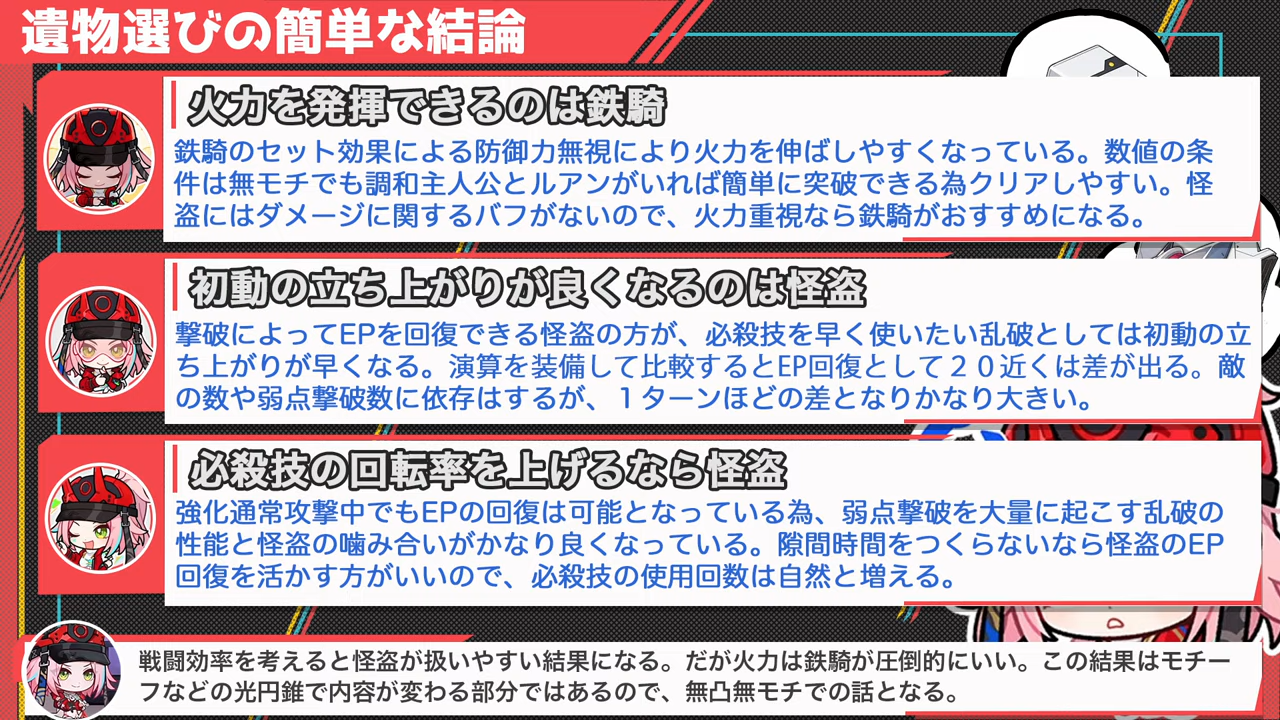 遺物選びの簡単な結論
火力を発揮できるのは鉄騎
鉄騎のセット効果による防御力無視により火力を伸ばしやすくなっている。数値の条
件は無モチでも調和主人公とルアンがいれば簡単に突破できる為クリアしやすい。怪
盗にはダメージに関するバフがないので、火力重視なら鉄騎がおすすめになる。
初動の立ち上がりが良くなるのは怪盗
撃破によってEPを回復できる怪盗の方が、必殺技を早く使いたい乱破としては初動の立
ち上がりが早くなる。演算を装備して比較するとEP回復として２０近くは差が出る。敵
の数や弱点撃破数に依存はするが、１ターンほどの差となりかなり大きい。
必殺技の回転率を上げるなら怪盗
強化通常攻撃中でもEPの回復は可能となっている為、弱点撃破を大量に起こす乱破の
性能と怪盗の噛み合いがかなり良くなっている。隙間時間をつくらないなら怪盗のEP
回復を活かす方がいいので、必殺技の使用回数は自然と増える。
戦闘効率を考えると怪盗が扱いやすい結果になる。だが火力は鉄騎が圧倒的にいい。この結果はモチー
フなどの光円錐で内容が変わる部分ではあるので、無凸無モチでの話となる。